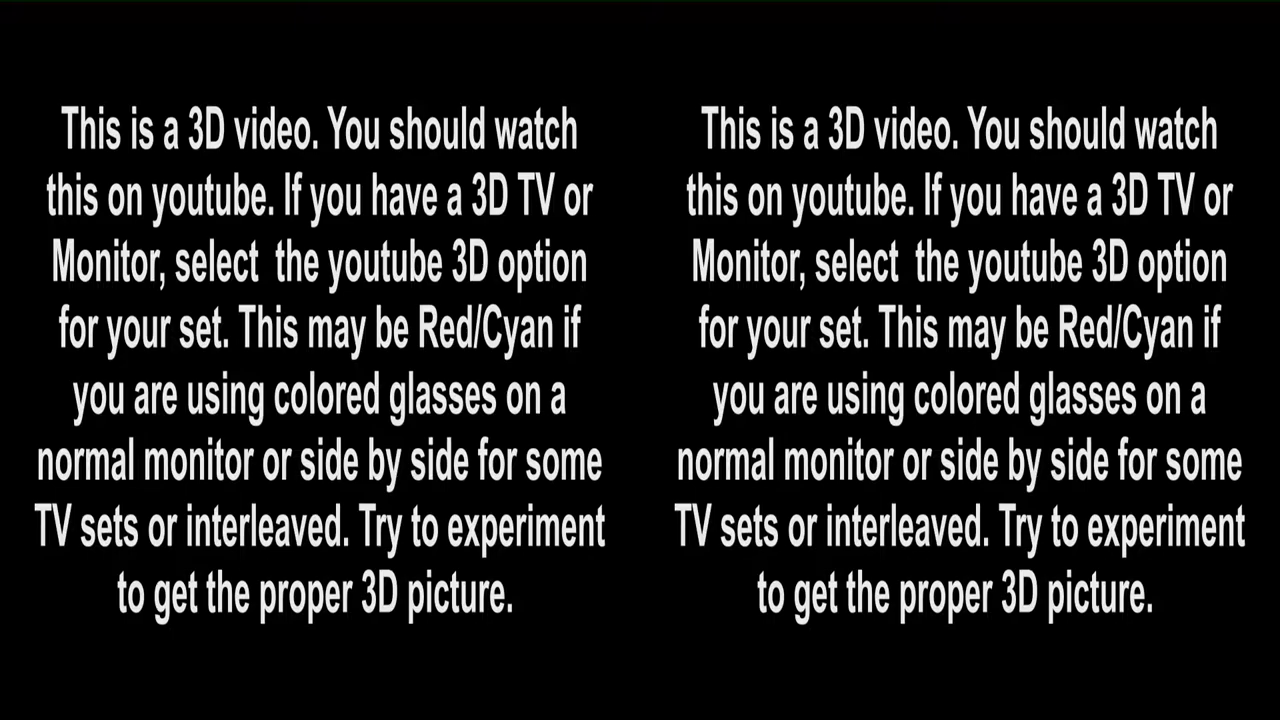 This is a 3D video. You should watch
this on youtube. If you have a 3D TV or
Monitor, select  the youtube 3D option
for your set. This may be Red/Cyan if
you are using colored glasses on a
normal monitor or side by side for some
TV sets or interleaved. Try to experiment
to get the proper 3D picture.
This is a 3D video. You should watch
this on youtube. If you have a 3D TV or
Monitor, select  the youtube 3D option
for your set. This may be Red/Cyan if
you are using colored glasses on a
normal monitor or side by side for some
TV sets or interleaved. Try to experiment
to get the proper 3D picture.